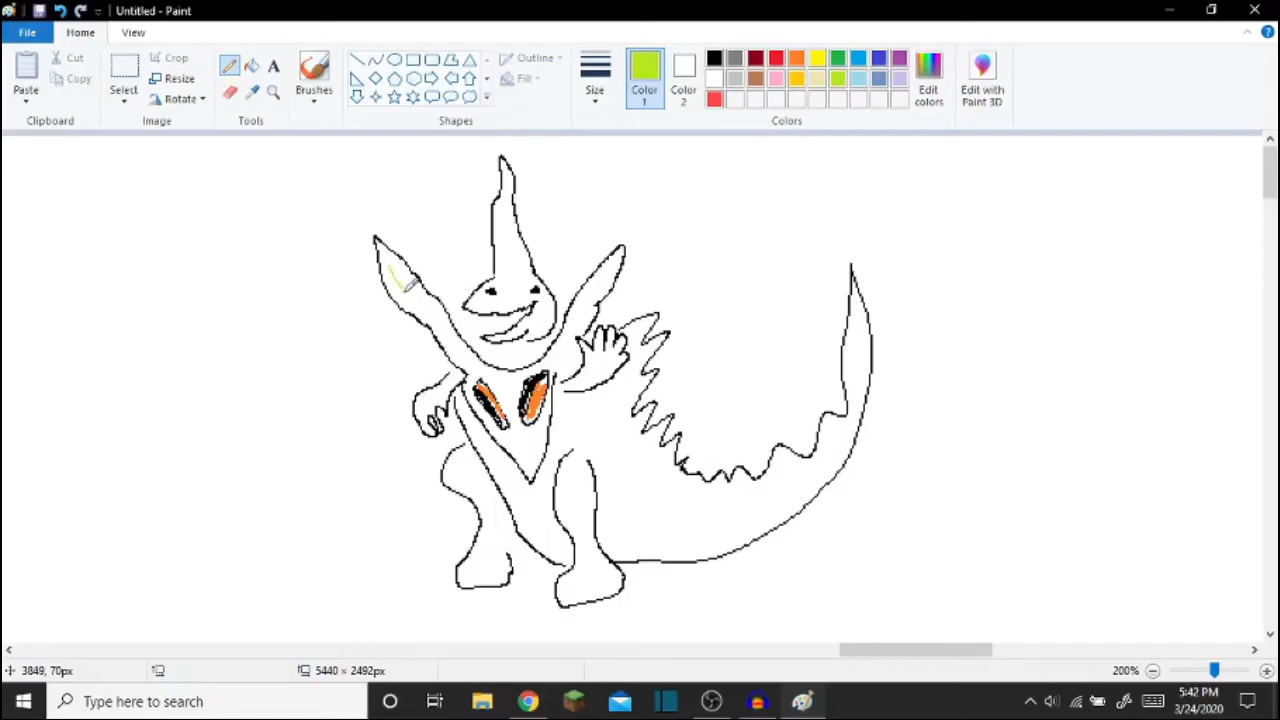 Untitled - Paint
File Home View
Paste
Cut
Copy
Clipboard
Select
Crop
Resize
Rotate
Image
A
Tools
Brushes
Outline
Fill
Shapes
Size
Color 1
Color 2
Edit colors
Edit with Paint 3D
Colors
3849, 70px
5440 × 2492px
200%
Type here to search
5:42 PM
3/24/2020